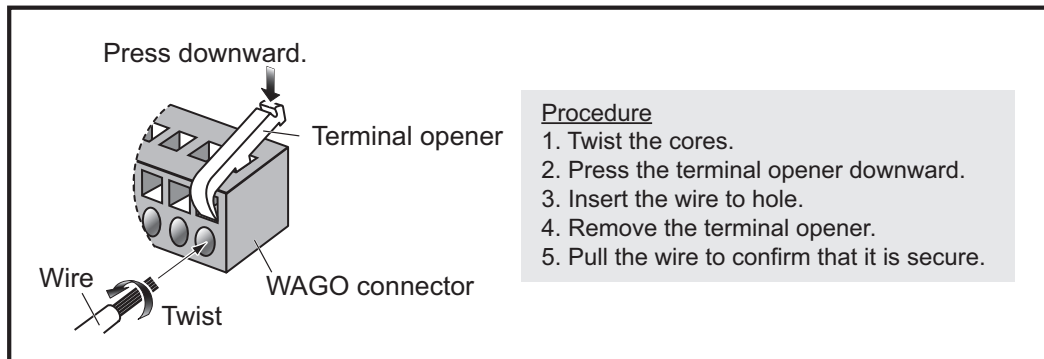 Press downward.
Terminal opener
Wire
Twist
WAGO connector
Procedure
1. Twist the cores.
2. Press the terminal opener downward.
3. Insert the wire to hole.
4. Remove the terminal opener.
5. Pull the wire to confirm that it is secure.